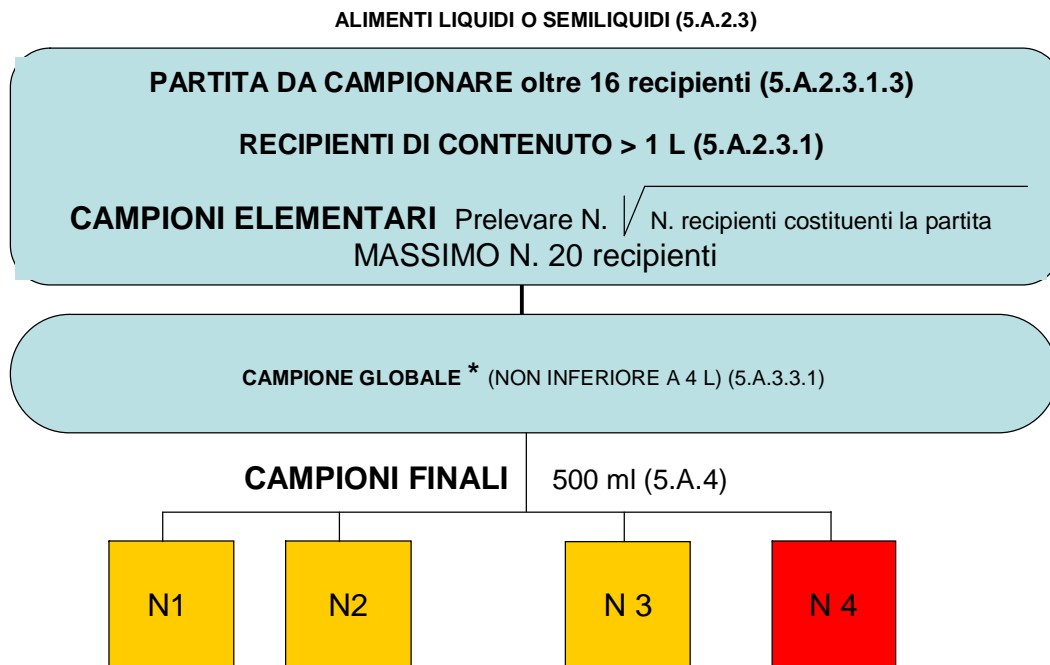 ALIMENTI LIQUIDI O SEMILIQUIDI (5.A.2.3)
PARTITA DA CAMPIONARE oltre 16 recipienti (5.A.2.3.1.3)
RECIPIENTI DI CONTENUTO > 1 L (5.A.2.3.1)
CAMPIONI ELEMENTARI Prelevare N. √ N. recipienti costituenti la partita
MASSIMO N. 20 recipienti
CAMPIONE GLOBALE * (NON INFERIORE A 4 L) (5.A.3.3.1)
CAMPIONI FINALI 500 ml (5.A.4)
N1 N2 N 3 N 4